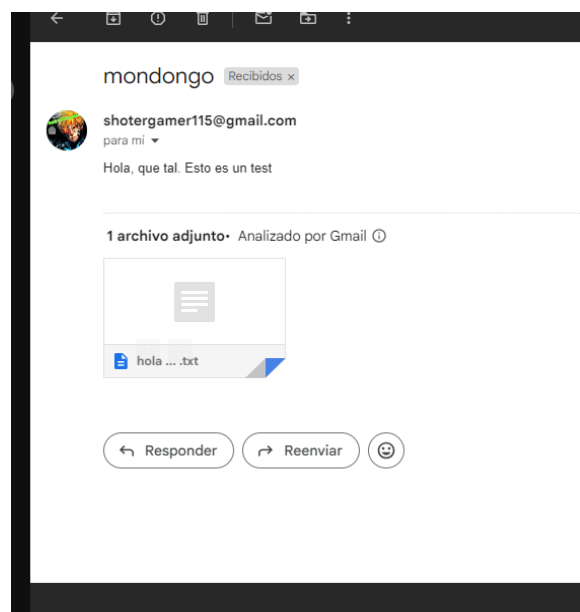 mondongo Recibidos ×
shotergamer115@gmail.com
para mí
Hola, que tal. Esto es un test
1 archivo adjunto• Analizado por Gmail
hola ... .txt
Responder Reenviar